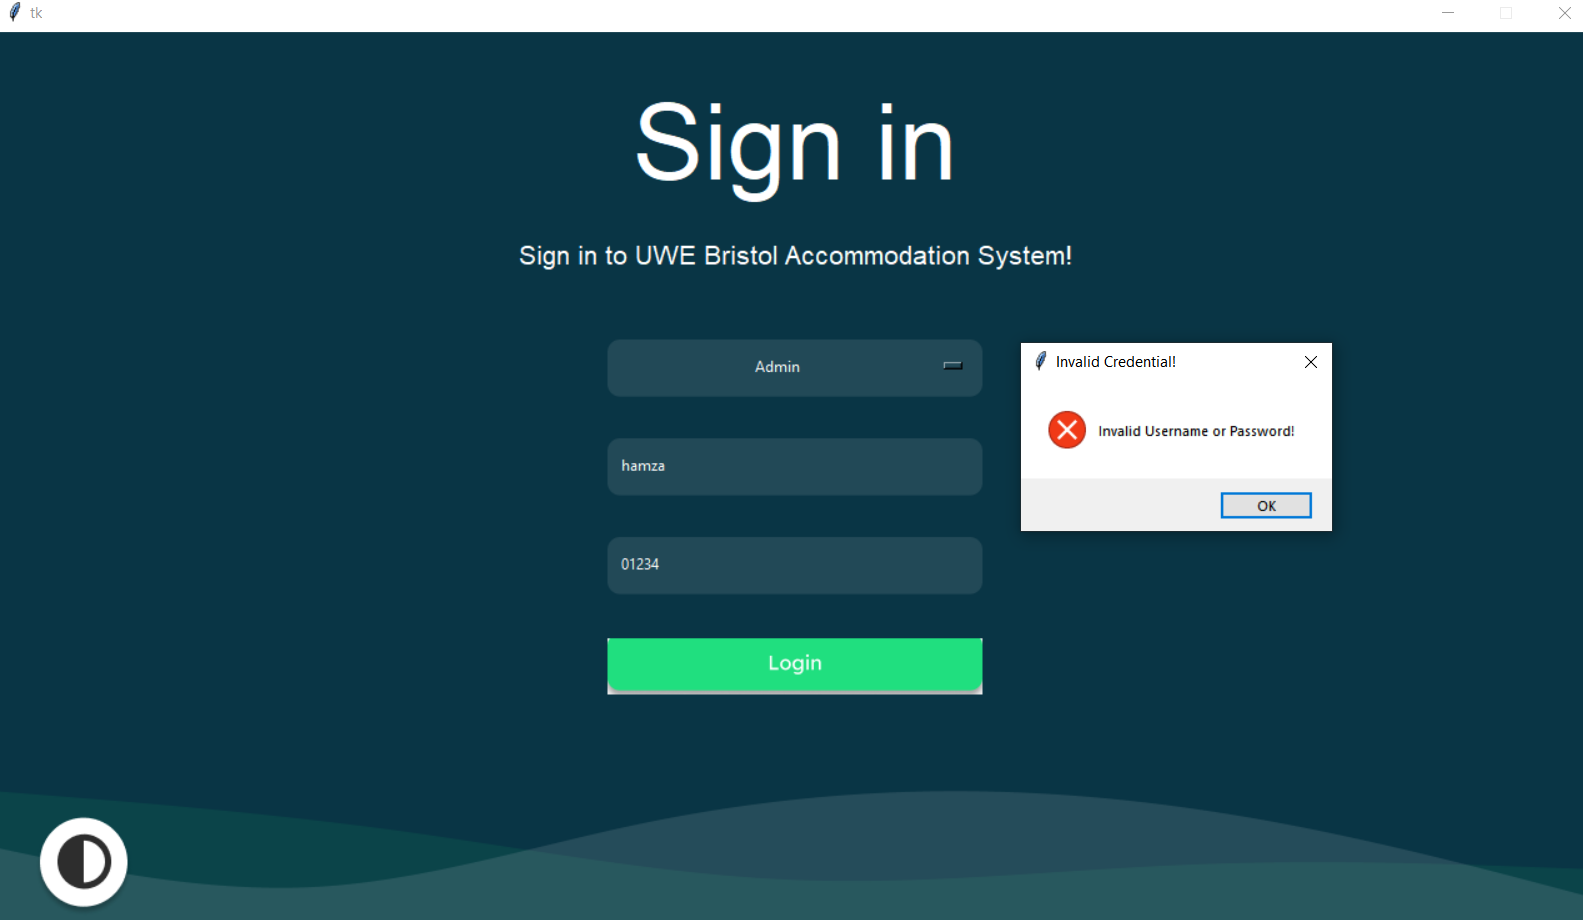 tk
Sign in
Sign in to UWE Bristol Accommodation System!
Admin
Invalid Credential!
Invalid Username or Password!
OK
hamza
01234
Login